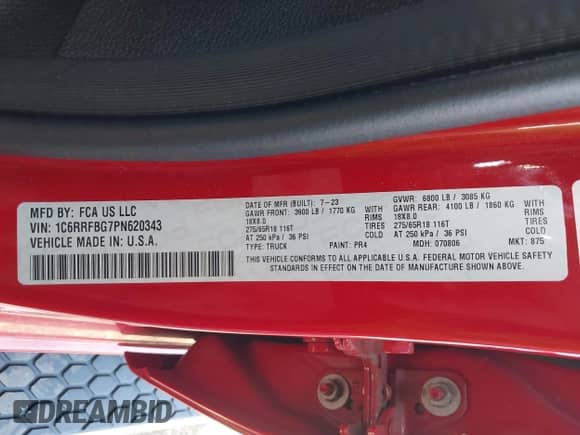 MFD BY: FCA US LLC
VIN: 1C6RRFBG7PN620343
VEHICLE MADE IN: U.S.A.
DATE OF MFR (BUILT): 7-23
GAWR FRONT: 3900 LB / 1770 KG
18X8.0
275/65R18 116T
AT 250 kPa / 36 PSI
TYPE: TRUCK
TIRES
COLD
PAINT: PR4
GVWR: 6800 LB / 3085 KG
GAWR REAR: 4100 LB / 1860 KG
18X8.0
275/65R18 116T
AT 250 kPa / 36 PSI
MDH: 070806
TIRES
COLD
MKT: 875
THIS VEHICLE CONFORMS TO ALL APPLICABLE U.S.A. FEDERAL MOTOR VEHICLE SAFETY
STANDARDS IN EFFECT ON THE DATE OF MANUFACTURE SHOWN ABOVE.
DREAMBID